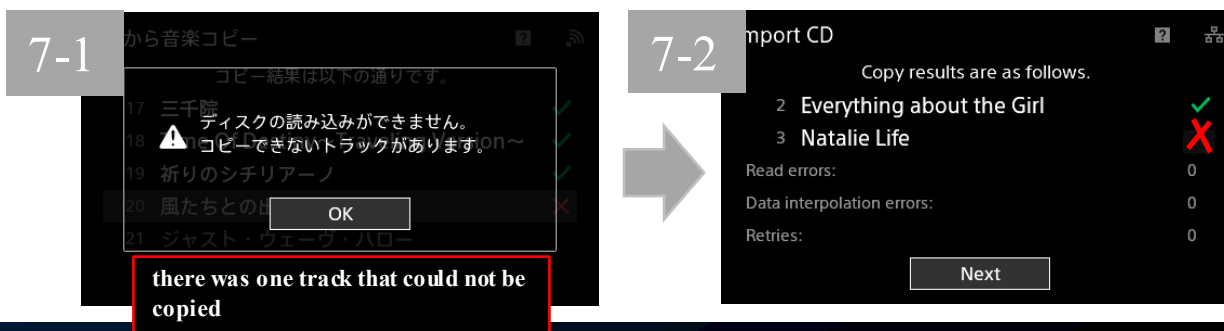 7-1
から音楽コピー
コピー結果は以下の通りです。
17 三千院
ディスクの読み込みができません。
コピーできないトラックがあります。
18
19 祈りのシチリアーノ
20 風たちとの
OK
21 ジャスト・ウェーヴ・ハロー
there was one track that could not be
copied
7-2
mport CD
?
Copy results are as follows.
2 Everything about the Girl
3 Natalie Life
Read errors: 0
Data interpolation errors: 0
Retries: 0
Next